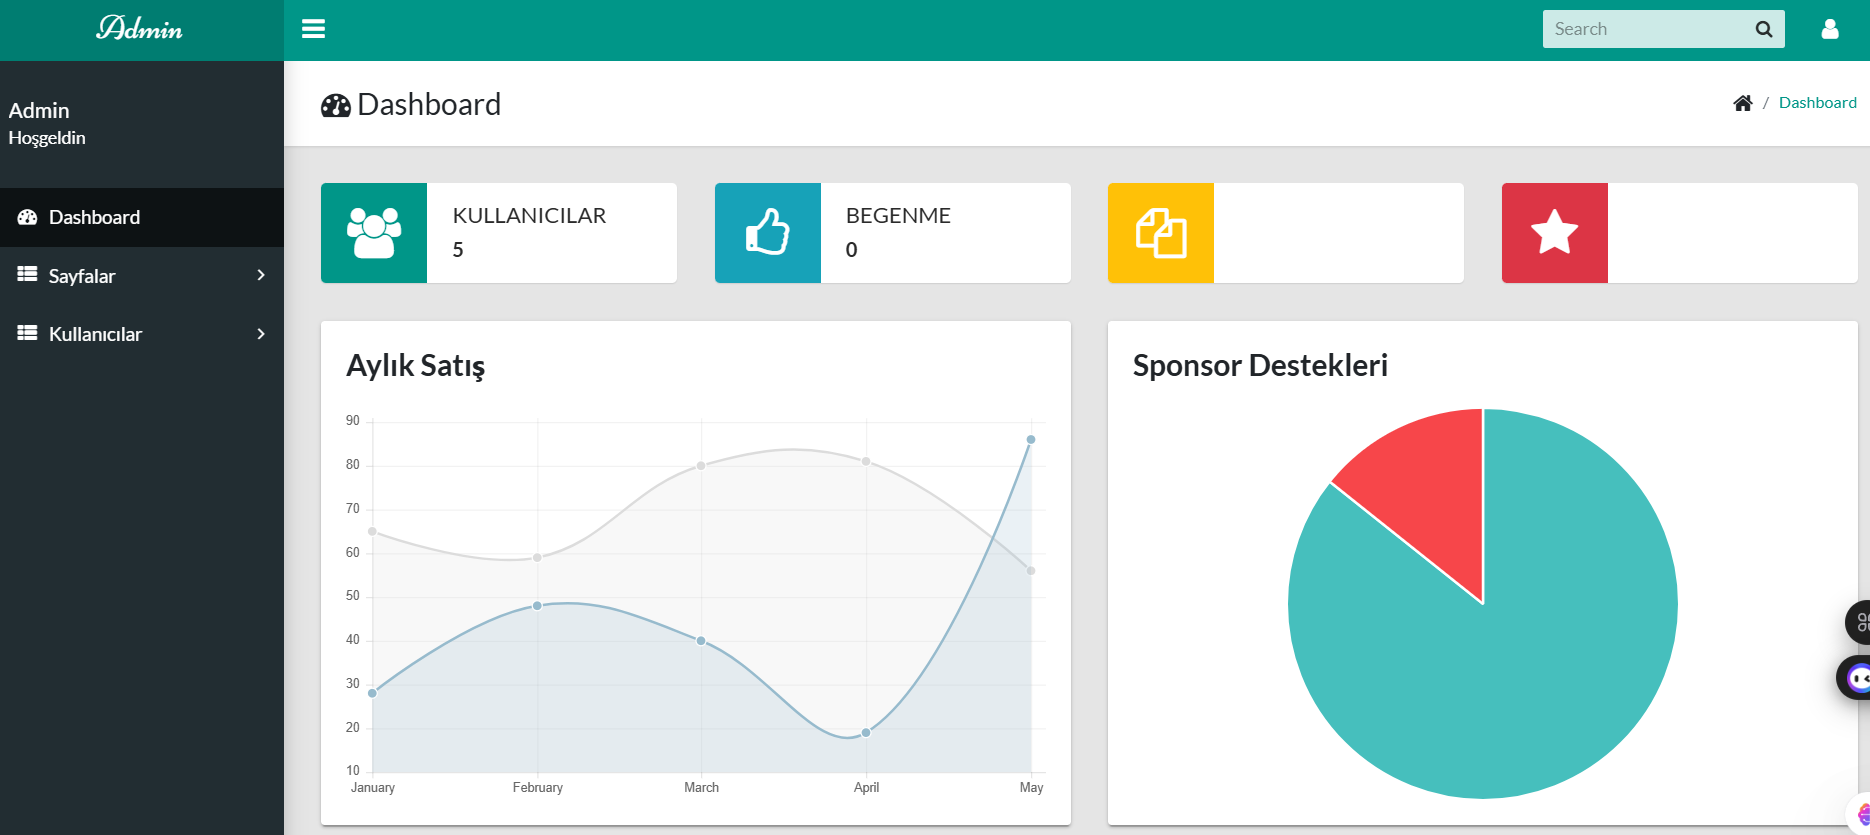 Admin
Search
Admin
Hoşgeldin
Dashboard
Sayfalar
Kullanıcılar
Dashboard
/ Dashboard
KULLANICILAR
5
BEGENME
0
Aylık Satış
90
80
70
60
50
40
30
20
10
January February March April May
Sponsor Destekleri